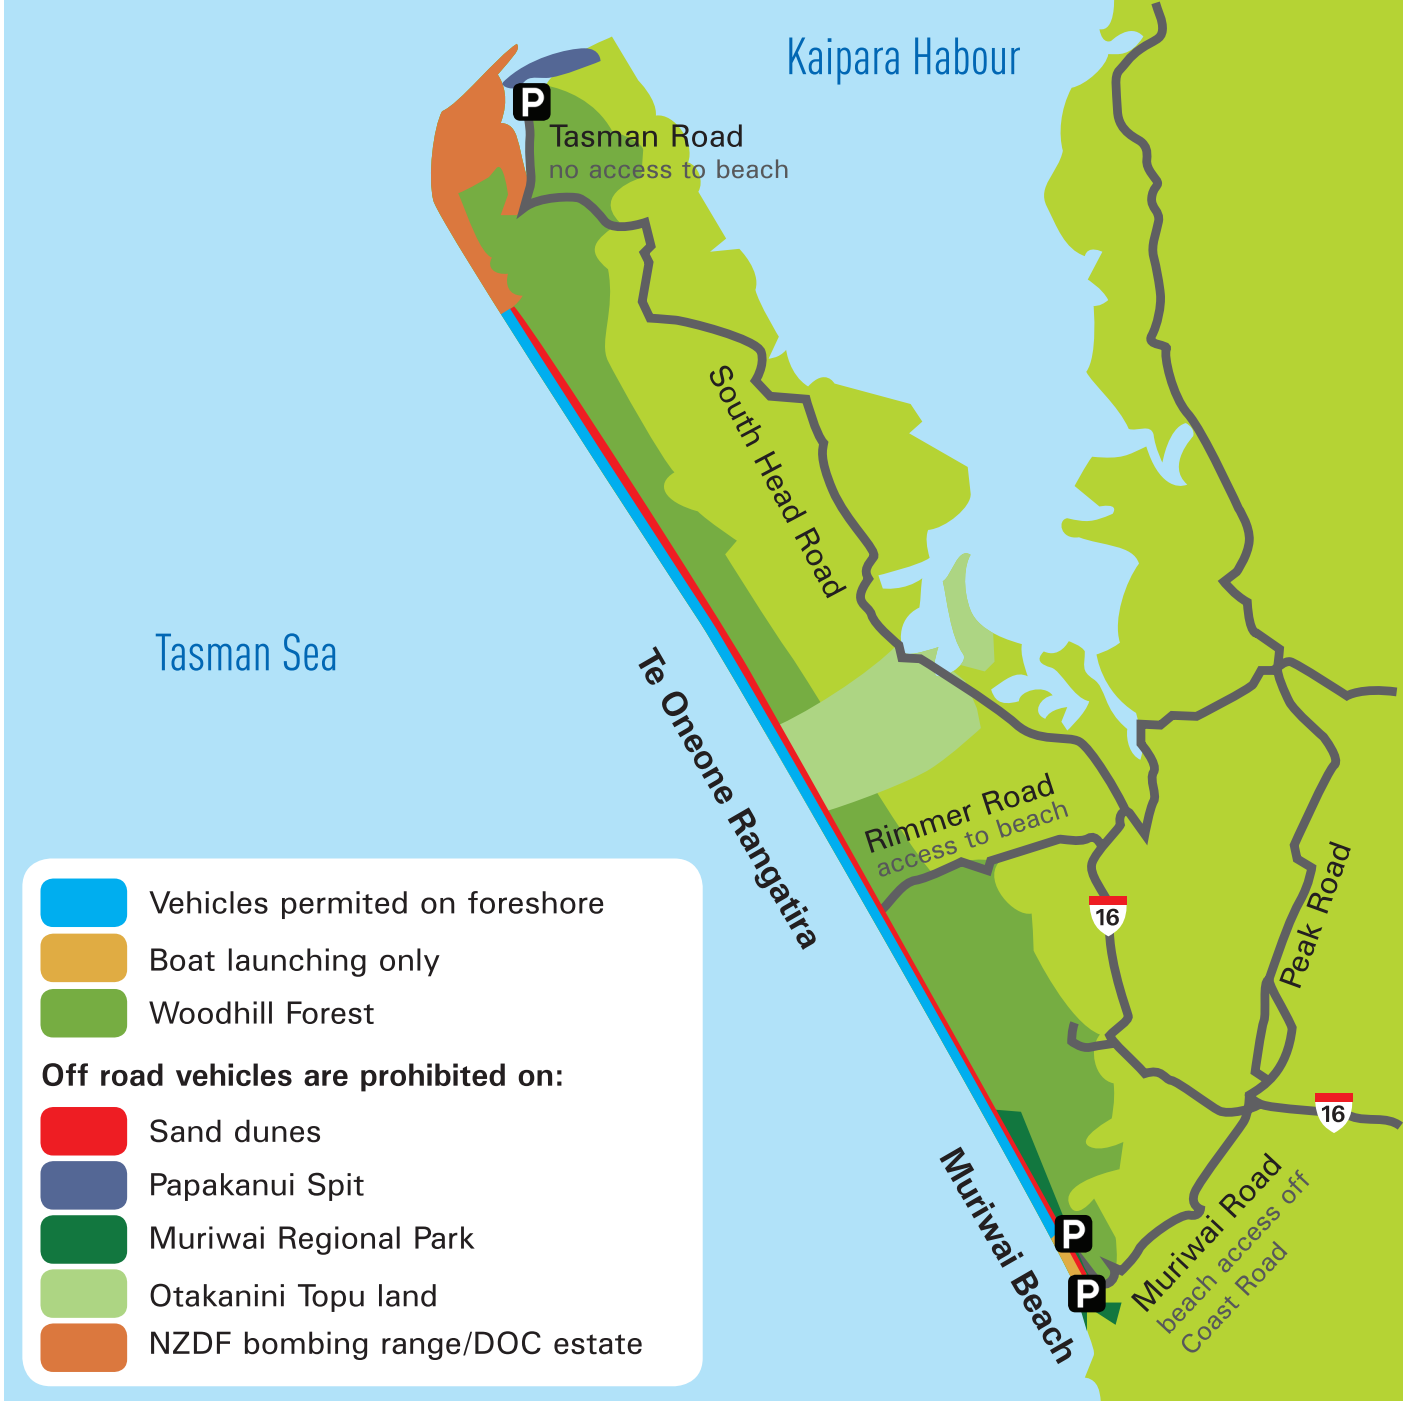 Kaipara Habour
P
Tasman Road
no access to beach
South Head Road
Tasman Sea
Te Oneone Rangatira
Rimmer Road
access to beach
16
Peak Road
16
Muriwai Beach
P
P
Muriwai Road
beach access off
Coast Road
Vehicles permited on foreshore
Boat launching only
Woodhill Forest
Off road vehicles are prohibited on:
Sand dunes
Papakanui Spit
Muriwai Regional Park
Otakanini Topu land
NZDF bombing range/DOC estate